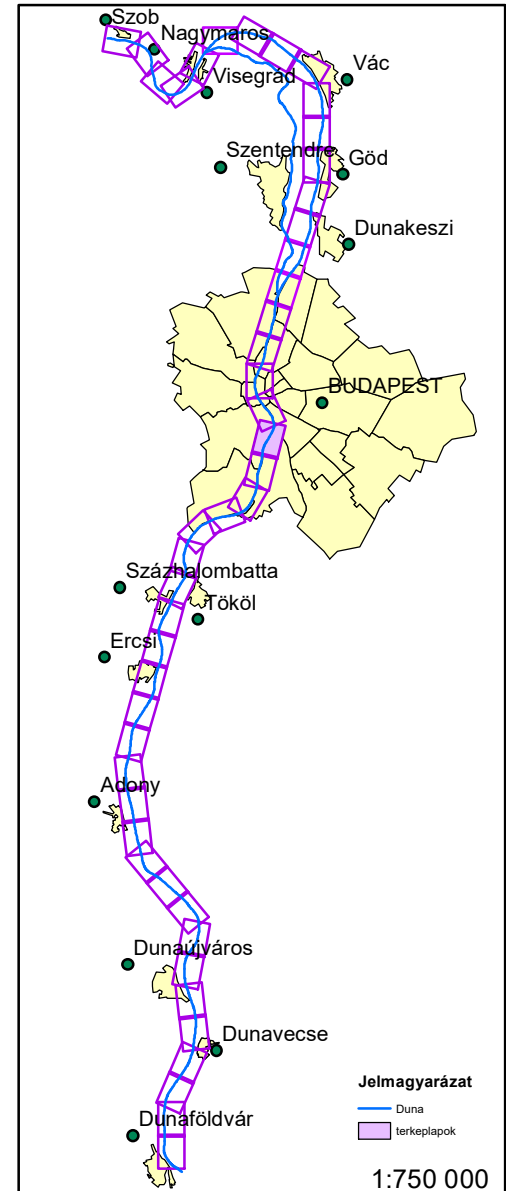 Szob
Nagymaros
Visegrád
Vác
Szentendre
Göd
Dunakeszi
BUDAPEST
Százhalombatta
Tököl
Ercsi
Adony
Dunaújváros
Dunavecse
Dunaföldvár
Jelmagyarázat
Duna
terkeplapok
1:750 000